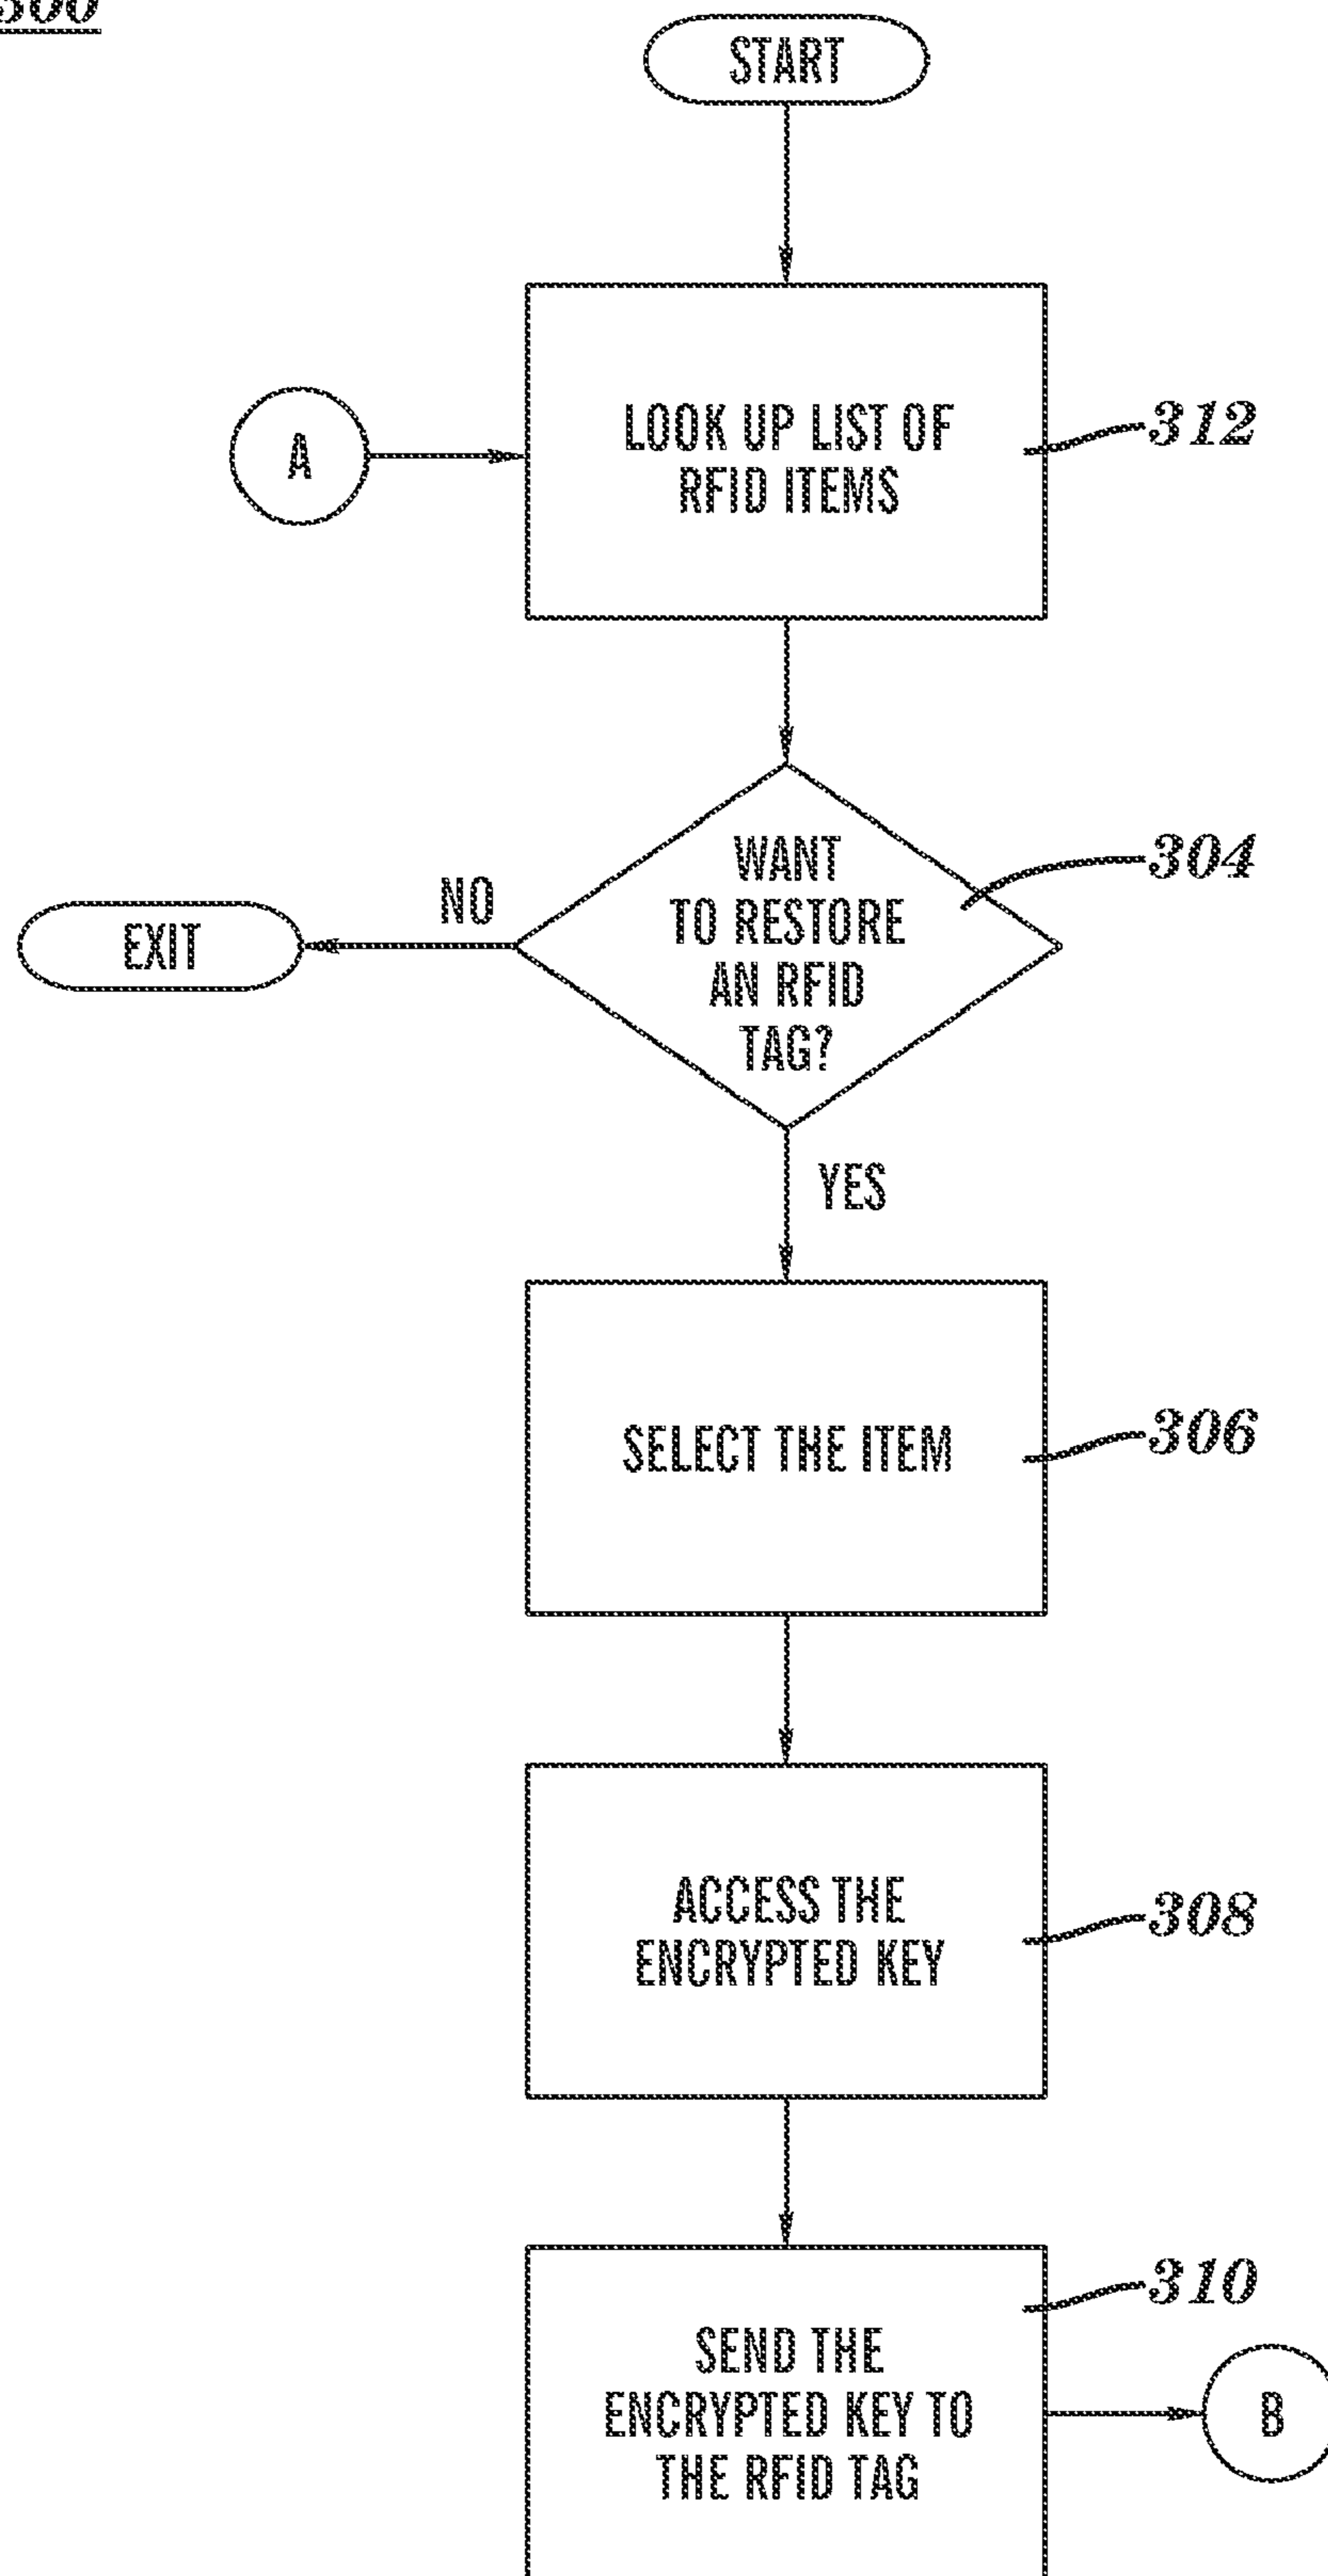 300
START
LOOK UP LIST OF
RFID ITEMS
312
A
WANT
TO RESTORE
AN RFID
TAG?
304
NO
EXIT
YES
SELECT THE ITEM
306
ACCESS THE
ENCRYPTED KEY
308
310
SEND THE
ENCRYPTED KEY TO
THE RFID TAG
B